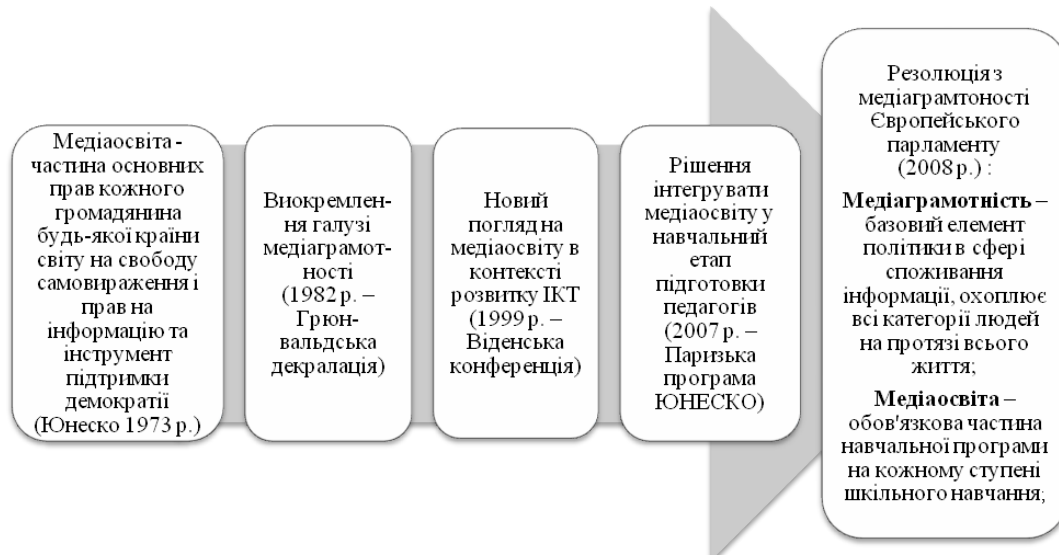 Медіаосвіта -
частина основних
прав кожного
громадянина
будь-якої країни
світу на свободу
самовираження і
прав на
інформацію та
інструмент
підтримки
демократії
(Юнеско 1973 р.)
Виокремлен-
ня галузі
медіаграмот-
ності
(1982 р. –
Грюн-
вальдська
декралація)
Новий
погляд на
медіаосвіту в
контексті
розвитку ІКТ
(1999 р. –
Віденська
конференція)
Рішення
інтегрувати
медіаосвіту у
навчальний
етап
підготовки
педагогів
(2007 р. –
Паризька
програма
ЮНЕСКО)
Резолюція з
медіаграмтоності
Європейського
парламенту
(2008 р.) :
Медіаграмотність –
базовий елемент
політики в сфері
споживання
інформації, охоплює
всі категорії людей
на протязі всього
життя;
Медіаосвіта –
обов'язкова частина
навчальної програми
на кожному ступені
шкільного навчання;